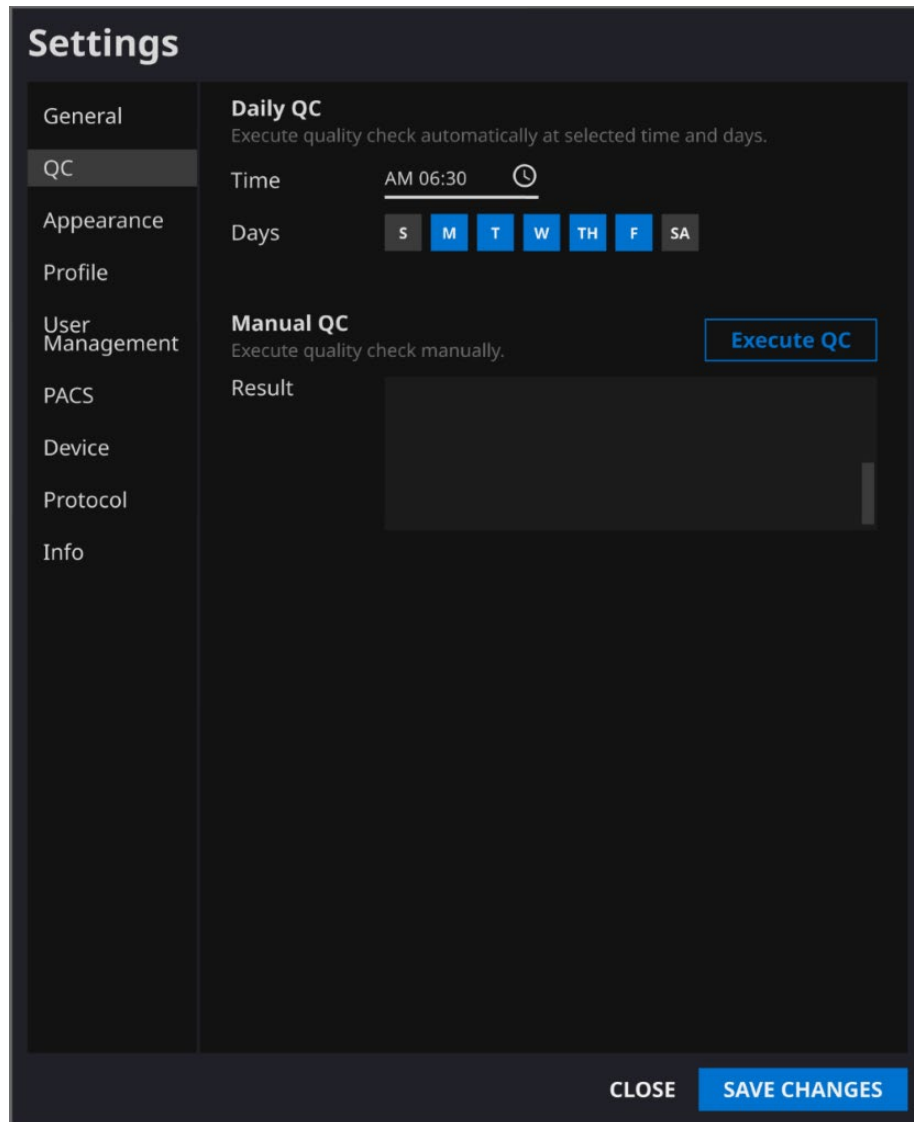 Settings
General
QC
Appearance
Profile
User
Management
PACS
Device
Protocol
Info
Daily QC
Execute quality check automatically at selected time and days.
Time AM 06:30
Days S M T W TH F SA
Manual QC
Execute quality check manually.
Execute QC
Result
CLOSE SAVE CHANGES